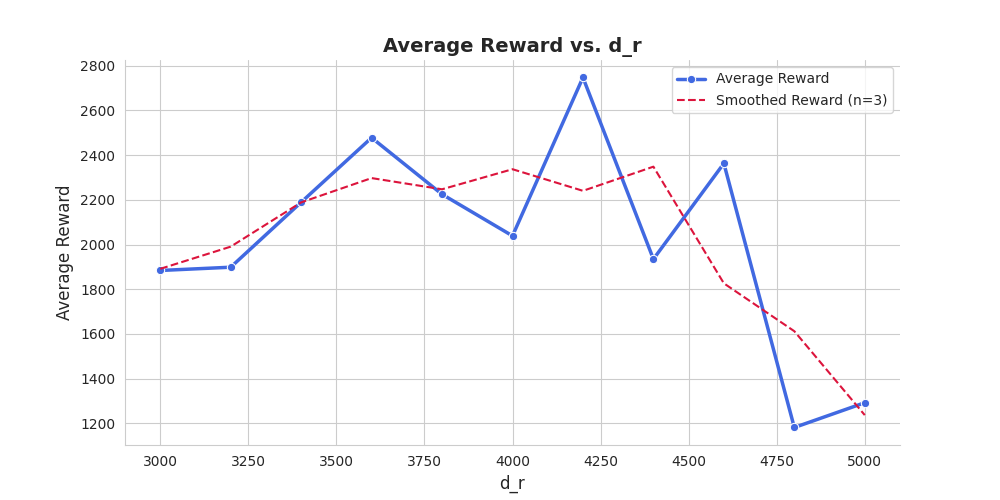 Average Reward vs. d_r
Average Reward
Smoothed Reward (n=3)
Average Reward
2800
2600
2400
2200
2000
1800
1600
1400
1200
3000 3250 3500 3750 4000 4250 4500 4750 5000
d_r